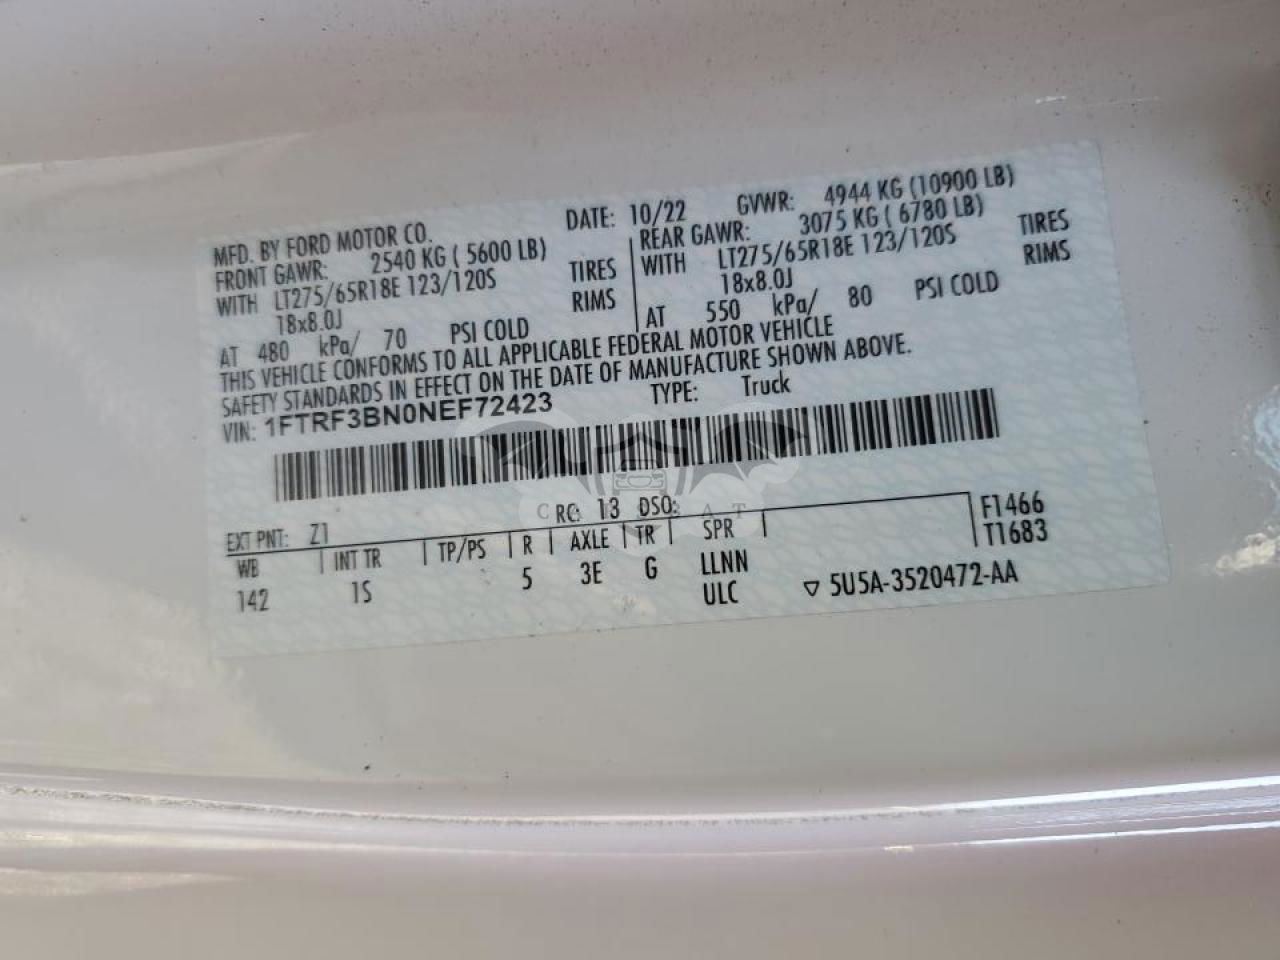 MFD. BY FORD MOTOR CO.
DATE: 10/22 GVWR: 4944 KG (10900 LB)
FRONT GAWR: 2540 KG ( 5600 LB)
WITH LT275/65R18E 123/120S TIRES
18x8.0J RIMS
AT 480 kPa/ 70 PSI COLD
REAR GAWR: 3075 KG ( 6780 LB)
WITH LT275/65R18E 123/120S TIRES
18x8.0J RIMS
AT 550 kPa/ 80 PSI COLD
THIS VEHICLE CONFORMS TO ALL APPLICABLE FEDERAL MOTOR VEHICLE
SAFETY STANDARDS IN EFFECT ON THE DATE OF MANUFACTURE SHOWN ABOVE.
VIN: 1FTRF3BN0NEF72423 TYPE: Truck
EXT PNT: Z1 RC: 13 DSO: F1466
WB INT TR TP/PS R AXLE TR SPR T1683
142 1S 5 3E G LLNN
ULC ▽ 5U5A-3520472-AA